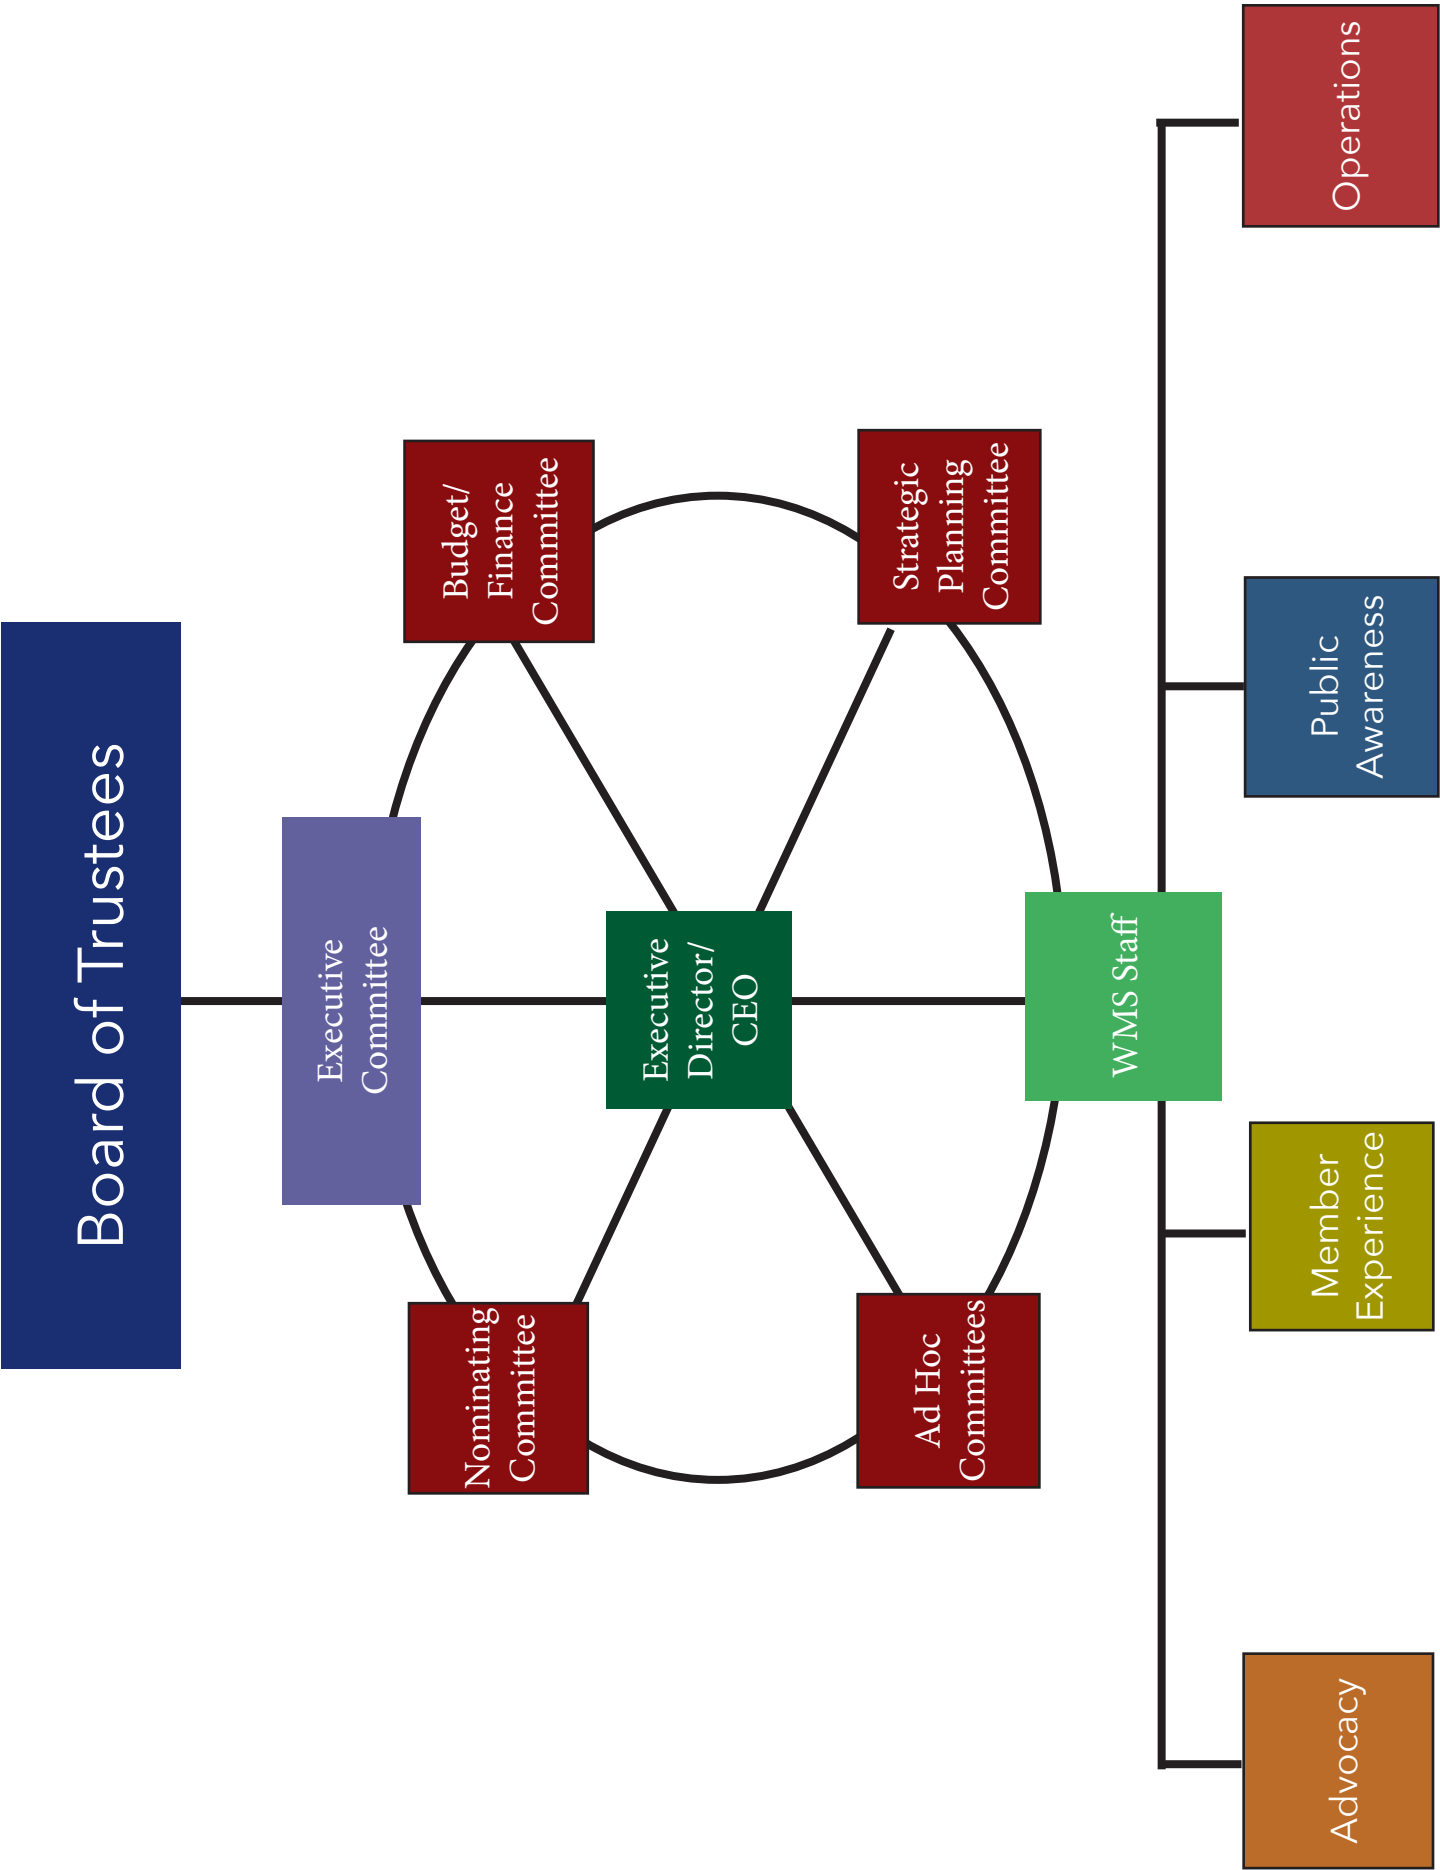 Board of Trustees
Executive
Committee
Nominating
Committee
Budget/
Finance
Committee
Executive
Director/
CEO
Ad Hoc
Committees
Strategic
Planning
Committee
WMS Staff
Advocacy
Member
Experience
Public
Awareness
Operations